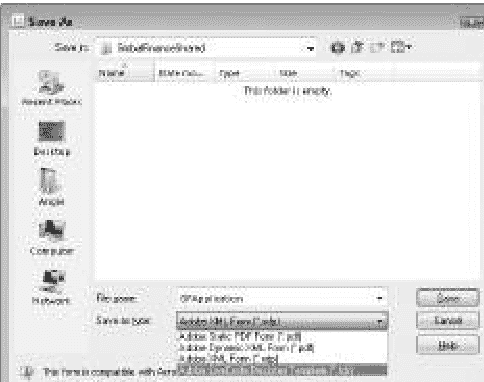 Save As
Save in: GlobalFinanceShared
Name Date mo... Type Size Tags
This folder is empty.
Recent Places
Desktop
Angie
Computer
Network
File name: GFApplication Save
Save as type: Adobe XML Form (*.xdp) Cancel
Adobe Static PDF Form (*.pdf)
Adobe Dynamic XML Form (*.pdf) Help
Adobe XML Form (*.xdp)
This form is compatible with